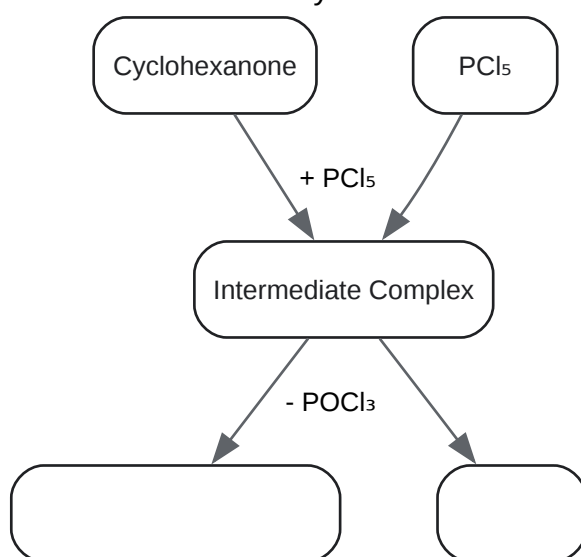 Cyclohexanone
PCl₅
+ PCl₅
Intermediate Complex
- POCl₃